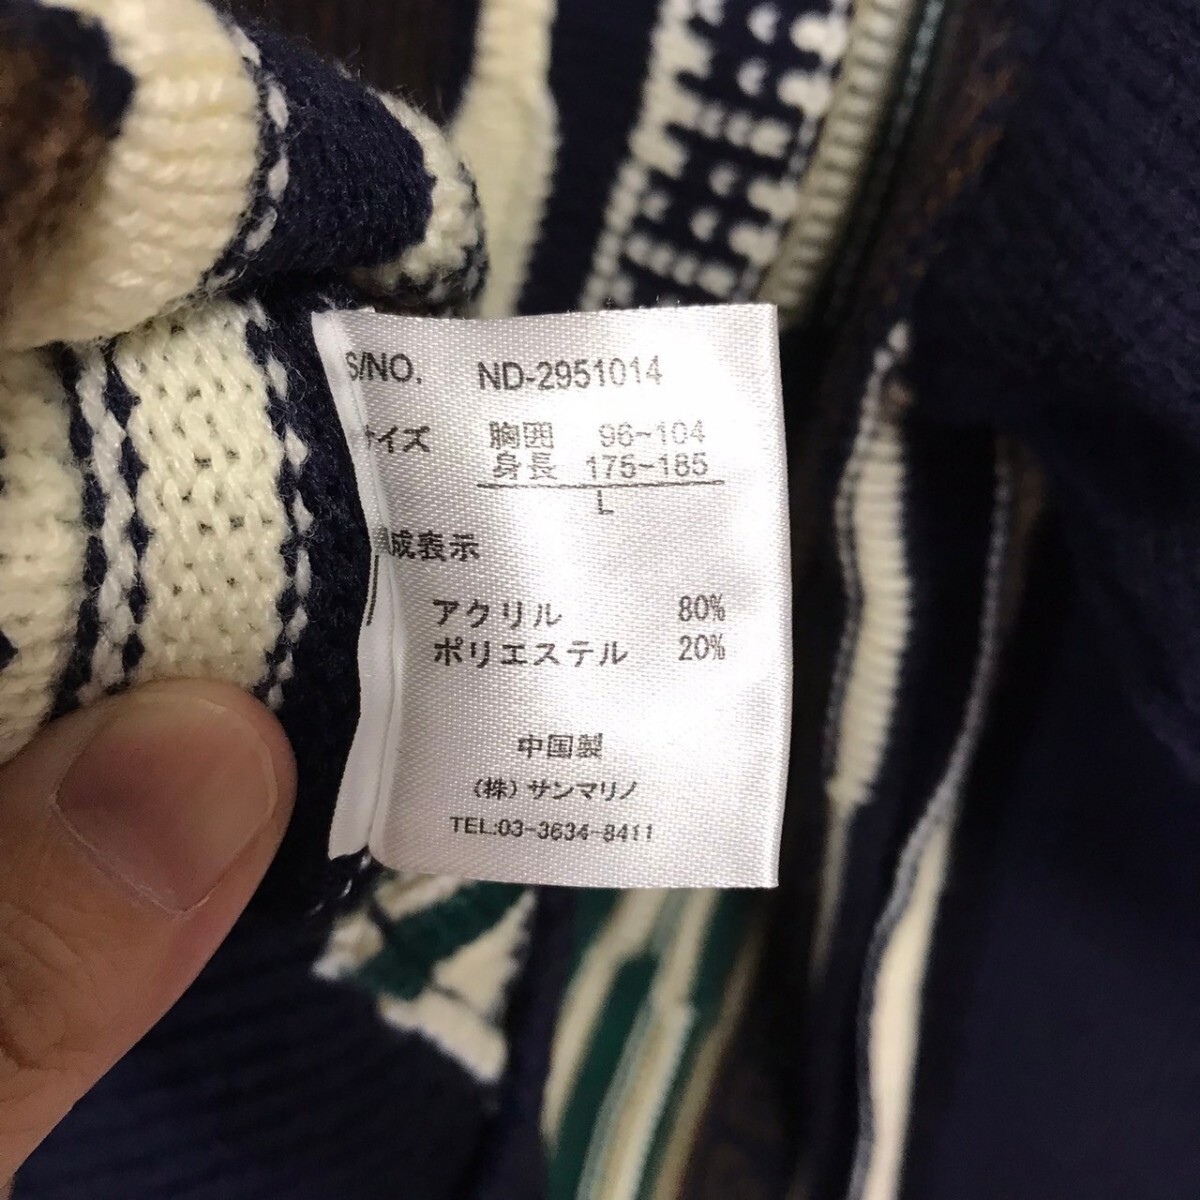 S/NO. ND-2951014
サイズ 胸囲 96~104
身長 175~185
L
成表示
アクリル 80%
ポリエステル 20%
中国製
(株)サンマリノ
TEL:03-3634-8411